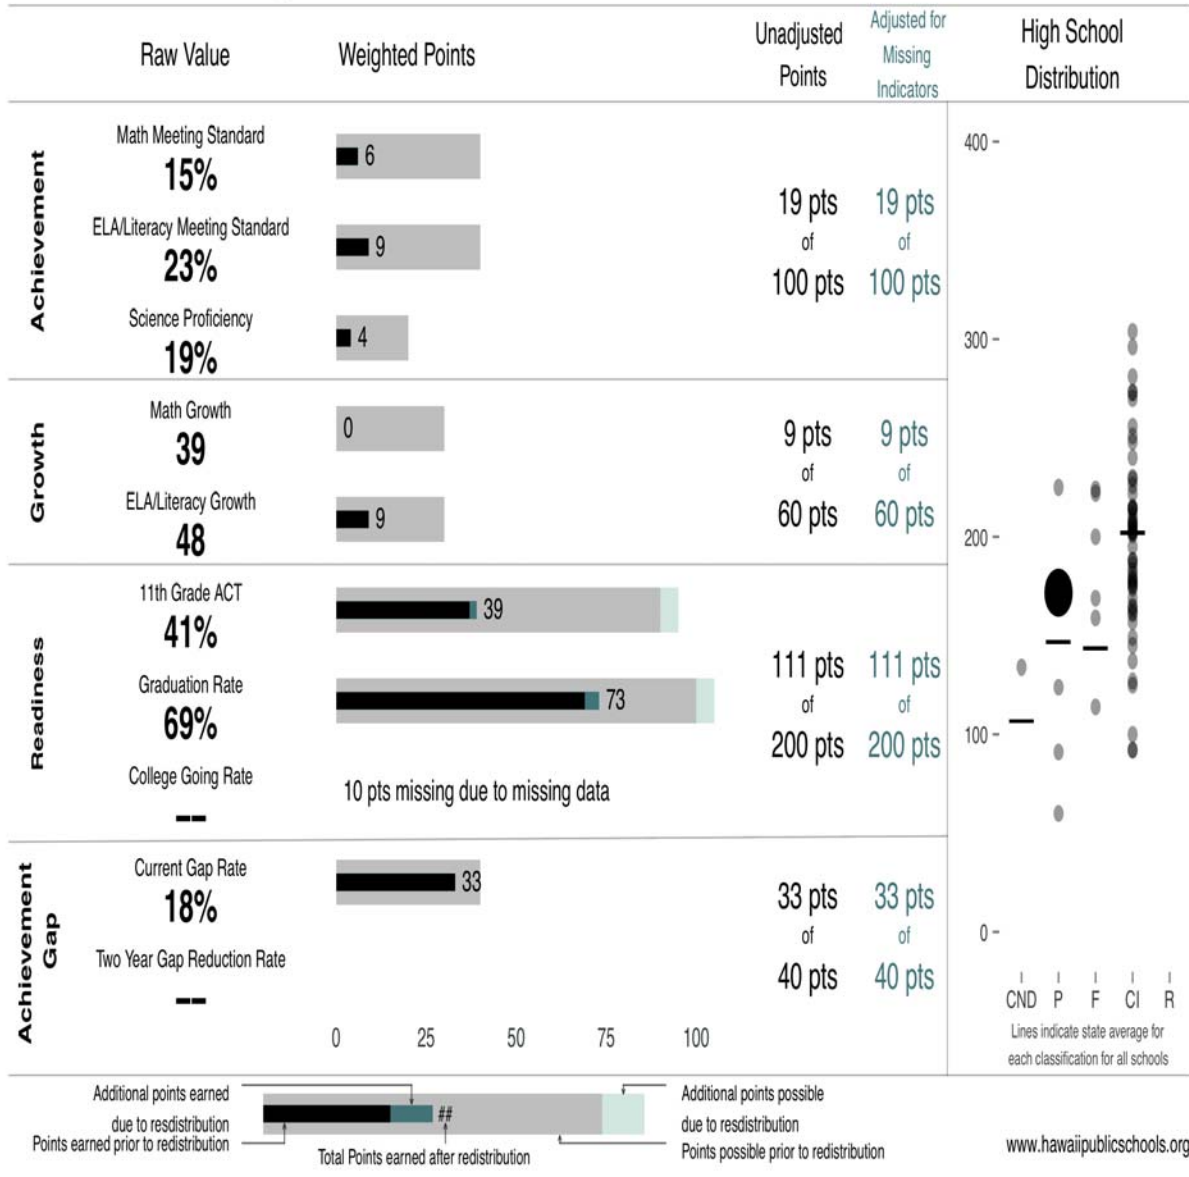 Raw Value
Weighted Points
Unadjusted
Points
Adjusted for
Missing
Indicators
High School
Distribution
Achievement
Math Meeting Standard
15%
6
ELA/Literacy Meeting Standard
23%
9
Science Proficiency
19%
4
19 pts
of
100 pts
19 pts
of
100 pts
Growth
Math Growth
39
0
ELA/Literacy Growth
48
9
9 pts
of
60 pts
9 pts
of
60 pts
Readiness
11th Grade ACT
41%
39
Graduation Rate
69%
73
College Going Rate
--
10 pts missing due to missing data
111 pts
of
200 pts
111 pts
of
200 pts
Achievement
Gap
Current Gap Rate
18%
33
Two Year Gap Reduction Rate
--
33 pts
of
40 pts
33 pts
of
40 pts
0 25 50 75 100
400
300
200
100
0
CND P F CI R
Lines indicate state average for
each classification for all schools
Additional points earned
due to resdistribution
Points earned prior to redistribution
##
Total Points earned after redistribution
Additional points possible
due to resdistribution
Points possible prior to redistribution
www.hawaiipublicschools.org